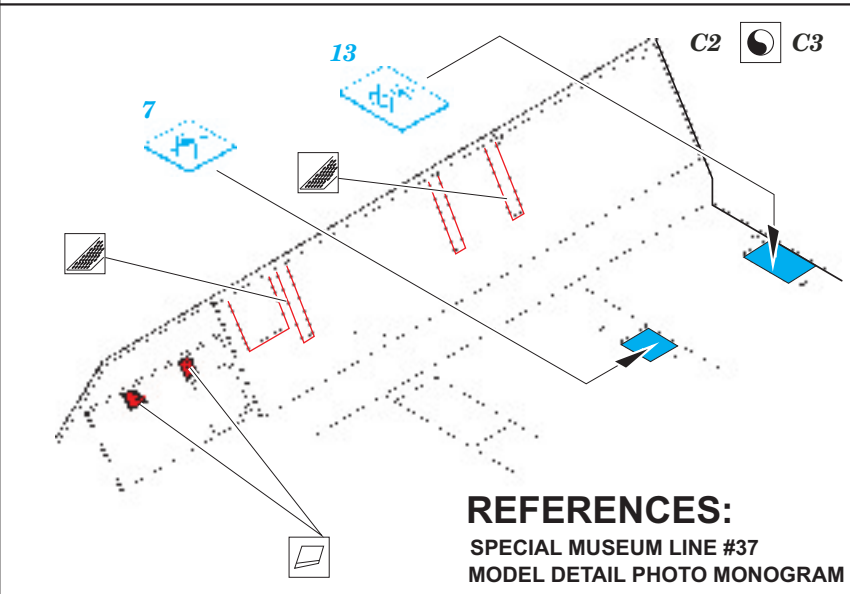 C2 C3
13
7
REFERENCES:
SPECIAL MUSEUM LINE #37
MODEL DETAIL PHOTO MONOGRAM